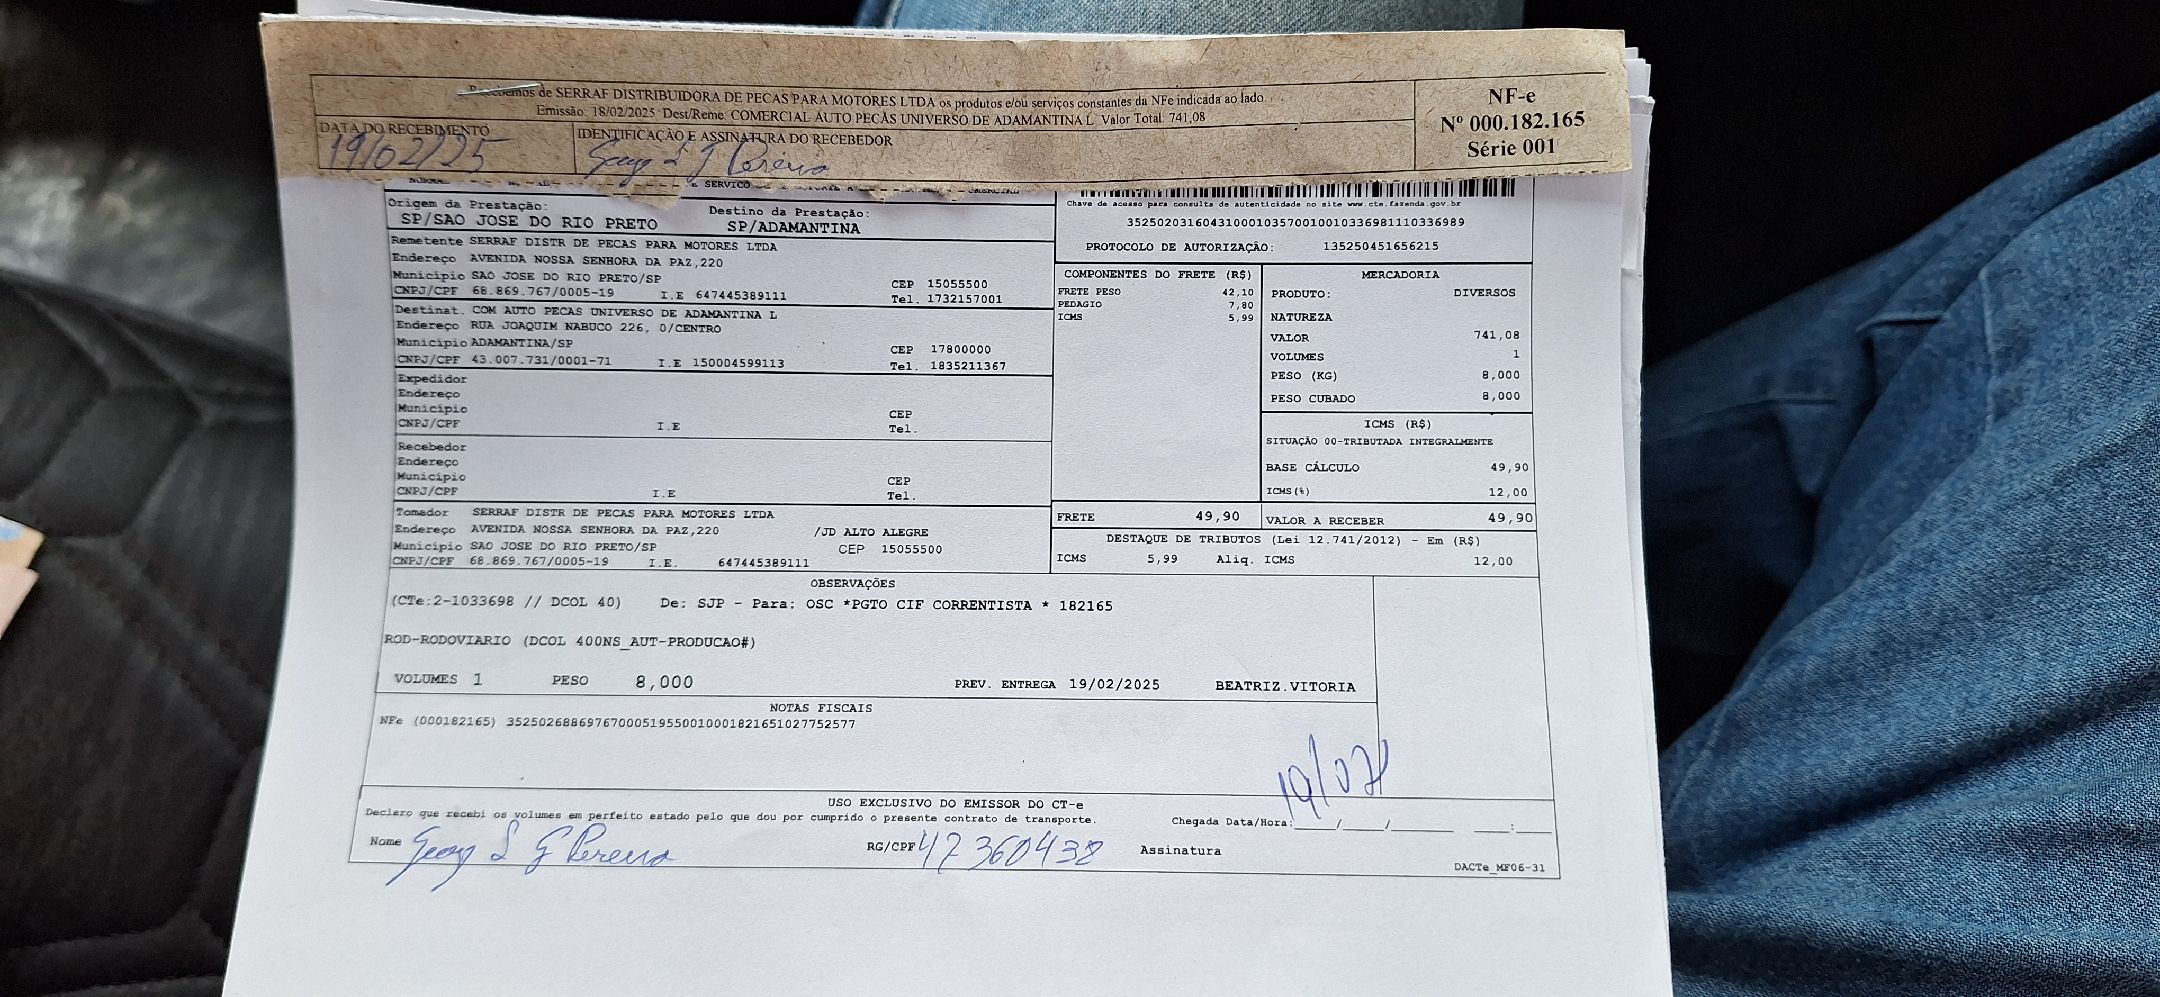 de SERRAF DISTRIBUIDORA DE PECAS PARA MOTORES LTDA os produtos e/ou serviços constantes da NFe indicada ao lado.
Emissão: 18/02/2025 Dest/Reme: COMERCIAL AUTO PECAS UNIVERSO DE ADAMANTINA L Valor Total: 741,08
DATA DO RECEBIMENTO
19/02/25
IDENTIFICAÇÃO E ASSINATURA DO RECEBEDOR
Pereira
NF-e
Nº 000.182.165
Série 001
Origem da Prestação:
SP/SAO JOSE DO RIO PRETO
Destino da Prestação:
SP/ADAMANTINA
Remetente SERRAF DISTR DE PECAS PARA MOTORES LTDA
Endereço AVENIDA NOSSA SENHORA DA PAZ,220
Município SAO JOSE DO RIO PRETO/SP CEP 15055500
CNPJ/CPF 68.869.767/0005-19 I.E 647445389111 Tel. 1732157001
Destinat. COM AUTO PECAS UNIVERSO DE ADAMANTINA L
Endereço RUA JOAQUIM NABUCO 226, 0/CENTRO
Município ADAMANTINA/SP CEP 17800000
CNPJ/CPF 43.007.731/0001-71 I.E 150004599113 Tel. 1835211367
Expedidor
Endereço
Município CEP
CNPJ/CPF I.E Tel.
Recebedor
Endereço
Município CEP
CNPJ/CPF I.E Tel.
Tomador SERRAF DISTR DE PECAS PARA MOTORES LTDA
Endereço AVENIDA NOSSA SENHORA DA PAZ,220 /JD ALTO ALEGRE
Município SAO JOSE DO RIO PRETO/SP CEP 15055500
CNPJ/CPF 68.869.767/0005-19 I.E. 647445389111
Chave de acesso para consulta de autenticidade no site www.cte.fazenda.gov.br
35250203160431000103570010010336981110336989
PROTOCOLO DE AUTORIZAÇÃO: 135250451656215
COMPONENTES DO FRETE (R$)
FRETE PESO 42,10
PEDAGIO 7,80
ICMS 5,99
MERCADORIA
PRODUTO: DIVERSOS
NATUREZA
VALOR 741,08
VOLUMES 1
PESO (KG) 8,000
PESO CUBADO 8,000
ICMS (R$)
SITUAÇÃO 00-TRIBUTADA INTEGRALMENTE
BASE CÁLCULO 49,90
ICMS(%) 12,00
FRETE 49,90
VALOR A RECEBER 49,90
DESTAQUE DE TRIBUTOS (Lei 12.741/2012) - Em (R$)
ICMS 5,99 Aliq. ICMS 12,00
OBSERVAÇÕES
(CTe:2-1033698 // DCOL 40) De: SJP - Para: OSC *PGTO CIF CORRENTISTA * 182165
ROD-RODOVIARIO (DCOL 400NS_AUT-PRODUCAO#)
VOLUMES 1 PESO 8,000 PREV. ENTREGA 19/02/2025 BEATRIZ.VITORIA
NOTAS FISCAIS
NFe (000182165) 35250268869767000519550010001821651027752577
USO EXCLUSIVO DO EMISSOR DO CT-e
Declaro que recebi os volumes em perfeito estado pelo que dou por cumprido o presente contrato de transporte.
Chegada Data/Hora:____/____/______ ____:____
Nome Pereira RG/CPF 42360438 Assinatura
DACTe_MF06-31